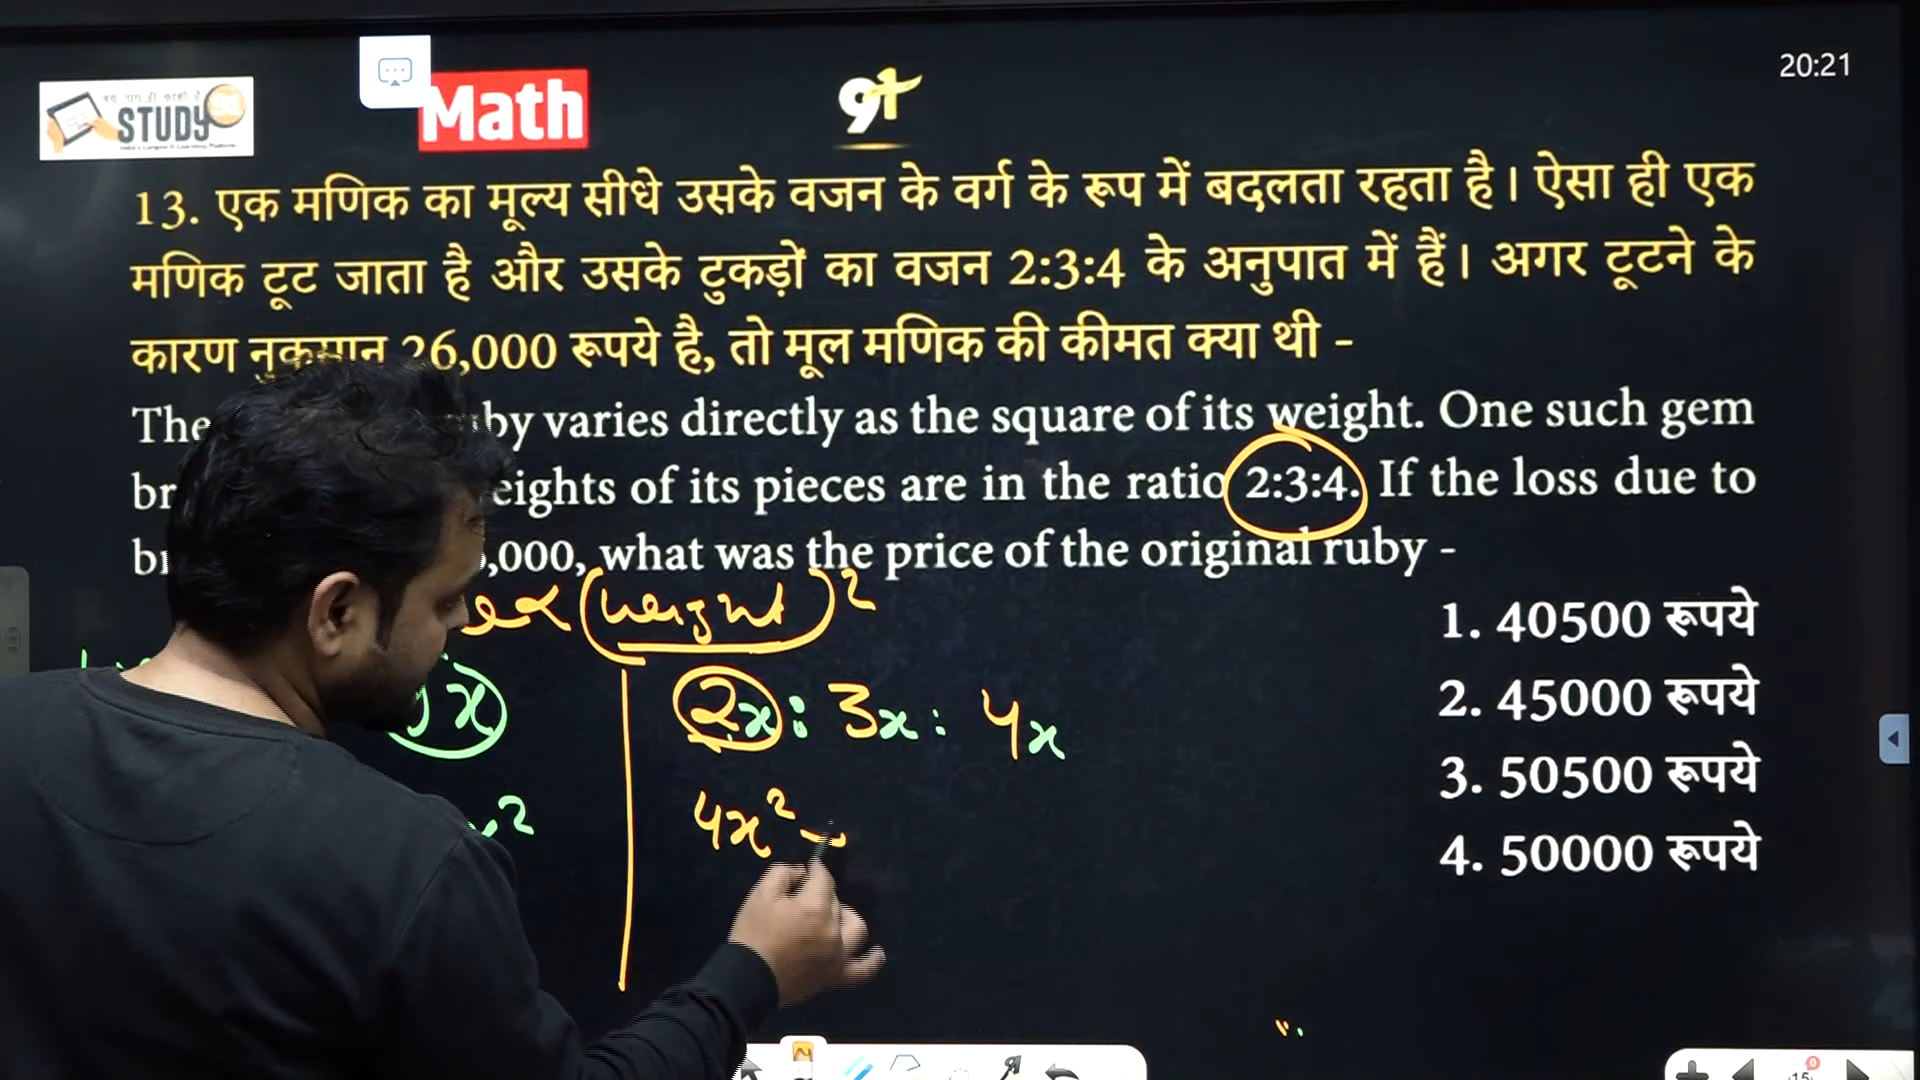 20:21
STUDY
Math
9+
13. एक मणिक का मूल्य सीधे उसके वजन के वर्ग के रूप में बदलता रहता है। ऐसा ही एक
मणिक टूट जाता है और उसके टुकड़ों का वजन 2:3:4 के अनुपात में हैं। अगर टूटने के
कारण नुकसान 26,000 रूपये है, तो मूल मणिक की कीमत क्या थी -
The by varies directly as the square of its weight. One such gem
br eights of its pieces are in the ratio 2:3:4. If the loss due to
,000, what was the price of the original ruby -
(weight)²
1. 40500 रूपये
x 2x : 3x : 4x
2. 45000 रूपये
3. 50500 रूपये
² 4x²
4. 50000 रूपये
15